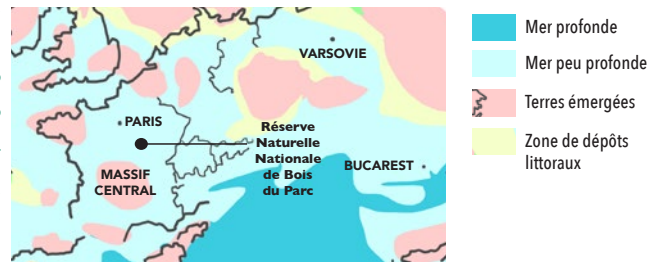 VARSOVIE
PARIS
Réserve
Naturelle
Nationale
de Bois
du Parc
BUCAREST
MASSIF
CENTRAL
Mer profonde
Mer peu profonde
Terres émergées
Zone de dépôts
littoraux